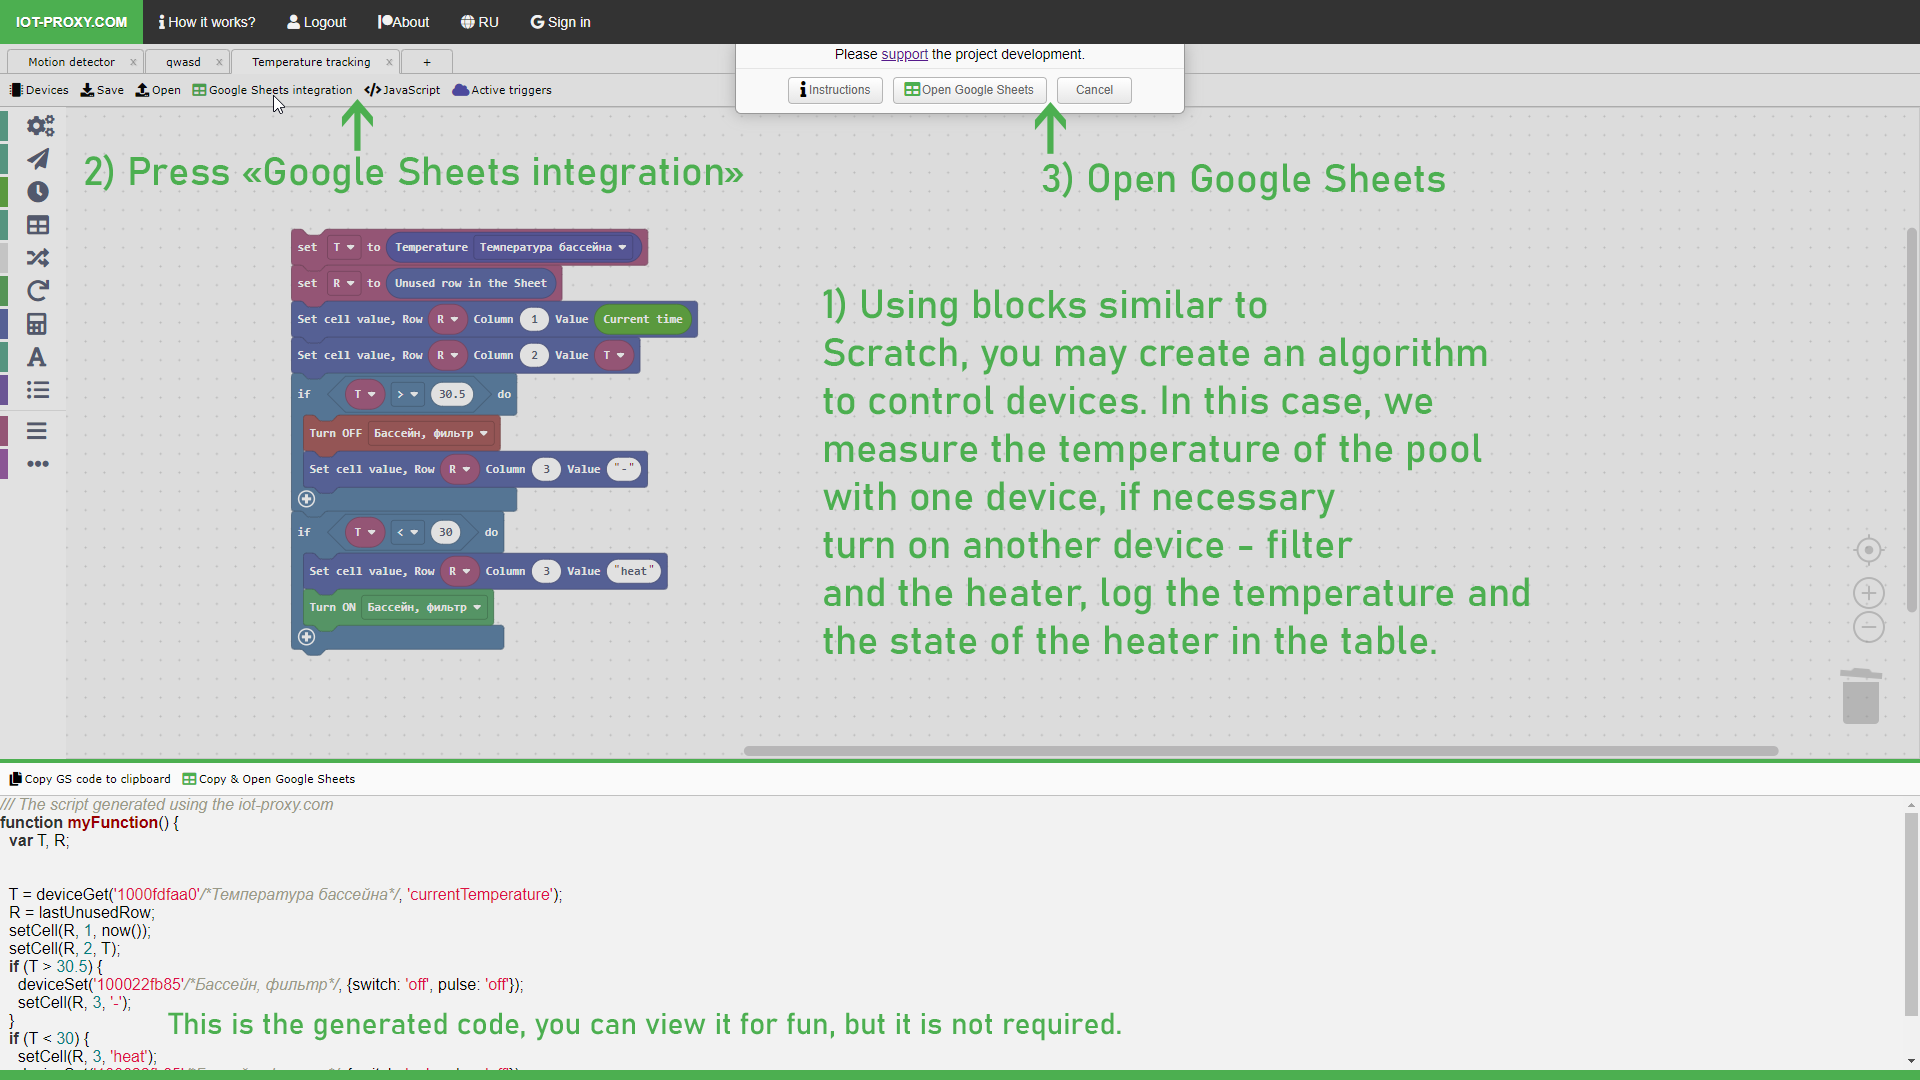 IOT-PROXY.COM How it works? Logout About RU Sign in
Please support the project development.
Instructions Open Google Sheets Cancel
Motion detector x qwasd x Temperature tracking x +
Devices Save Open Google Sheets integration JavaScript Active triggers
2) Press «Google Sheets integration»
3) Open Google Sheets
set T to Temperature Температура бассейна
set R to Unused row in the Sheet
Set cell value, Row R Column 1 Value Current time
Set cell value, Row R Column 2 Value T
if T > 30.5 do
Turn OFF Бассейн, фильтр
Set cell value, Row R Column 3 Value "-"
if T < 30 do
Set cell value, Row R Column 3 Value "heat"
Turn ON Бассейн, фильтр
1) Using blocks similar to
Scratch, you may create an algorithm
to control devices. In this case, we
measure the temperature of the pool
with one device, if necessary
turn on another device - filter
and the heater, log the temperature and
the state of the heater in the table.
Copy GS code to clipboard Copy & Open Google Sheets
/// The script generated using the iot-proxy.com
function myFunction() {
var T, R;
T = deviceGet('1000fdfaa0'/*Температура бассейна*/, 'currentTemperature');
R = lastUnusedRow;
setCell(R, 1, now());
setCell(R, 2, T);
if (T > 30.5) {
deviceSet('100022fb85'/*Бассейн, фильтр*/, {switch: 'off', pulse: 'off'});
setCell(R, 3, '-');
}
if (T < 30) {
setCell(R, 3, 'heat');
This is the generated code, you can view it for fun, but it is not required.